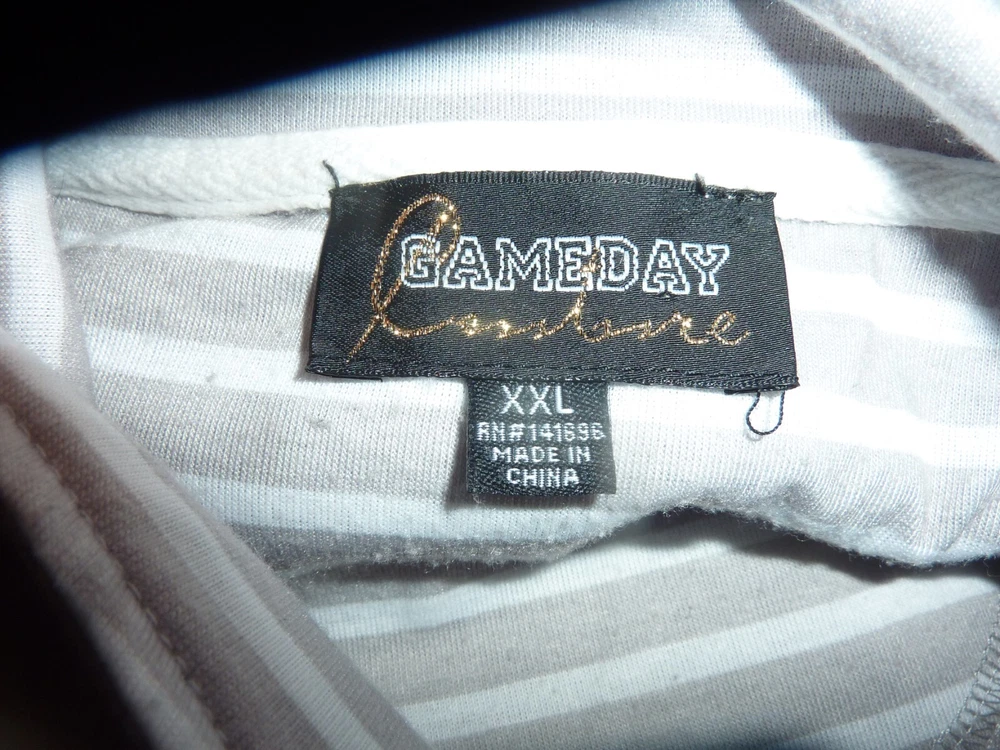 GAMEDAY
Couture
XXL
RN#141696
MADE IN
CHINA